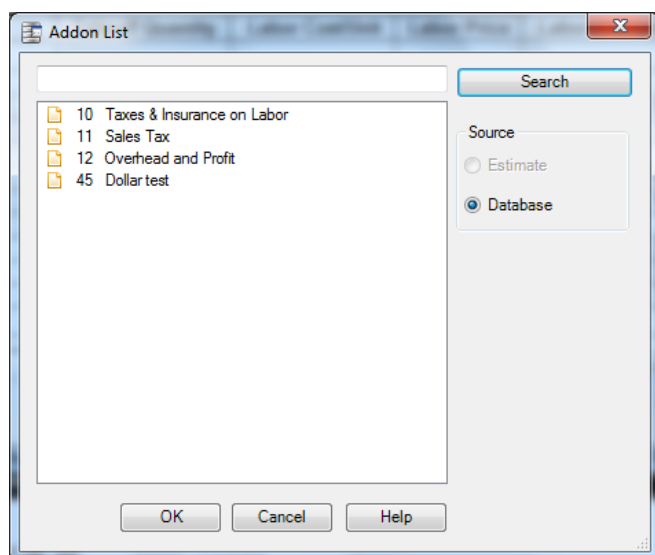 Addon List
Search
10 Taxes & Insurance on Labor
11 Sales Tax
12 Overhead and Profit
45 Dollar test
Source
Estimate
Database
OK Cancel Help